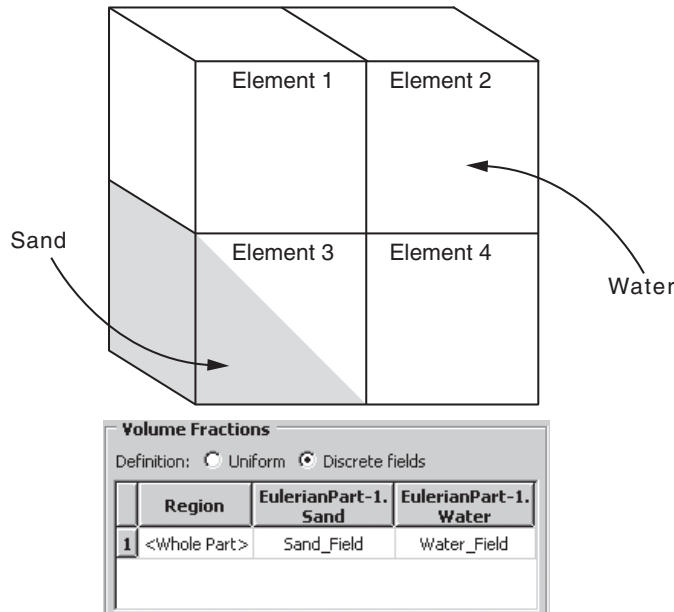 Element 1 Element 2
Sand
Element 3 Element 4
Water
Volume Fractions
Definition: Uniform Discrete fields
Region EulerianPart-1. Sand EulerianPart-1. Water
1 <Whole Part> Sand_Field Water_Field